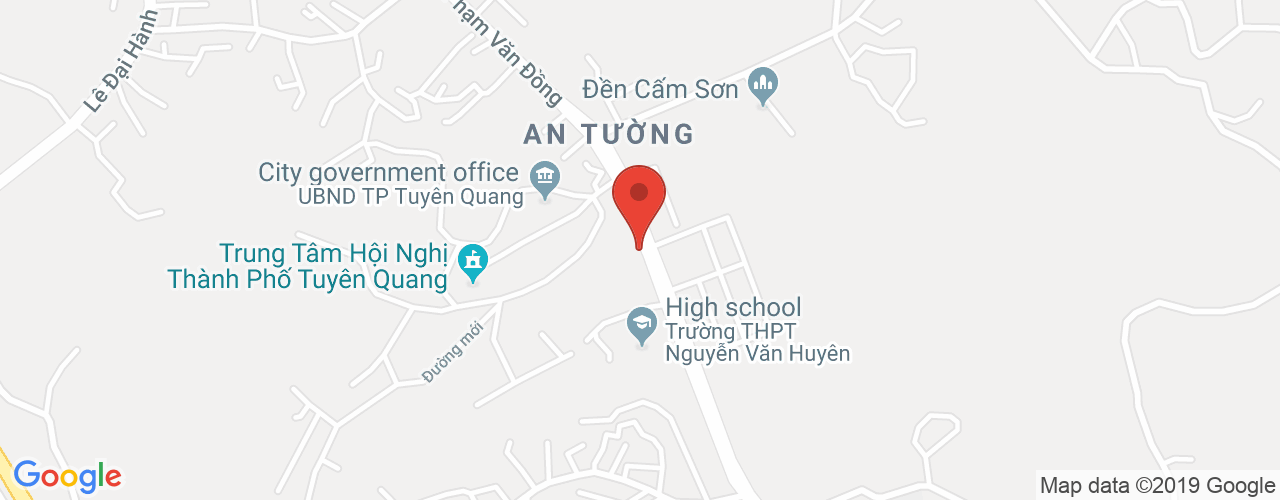 Lê Đại Hành
hạm Văn Đồng
Đền Cấm Sơn
AN TƯỜNG
City government office
UBND TP Tuyên Quang
Trung Tâm Hội Nghị
Thành Phố Tuyên Quang
High school
Trường THPT
Nguyễn Văn Huyên
Đường mới
Google
Map data ©2019 Google